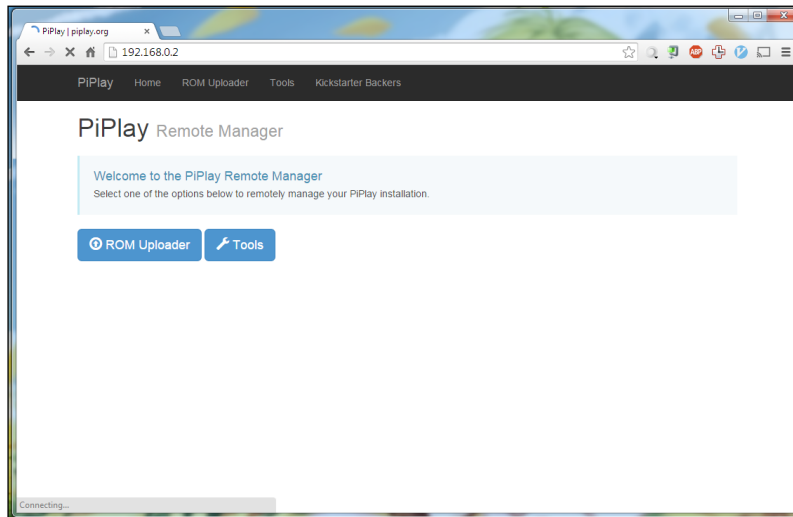 PiPlay | piplay.org
192.168.0.2
ABP
PiPlay Home ROM Uploader Tools Kickstarter Backers
PiPlay Remote Manager
Welcome to the PiPlay Remote Manager
Select one of the options below to remotely manage your PiPlay installation.
ROM Uploader Tools
Connecting...